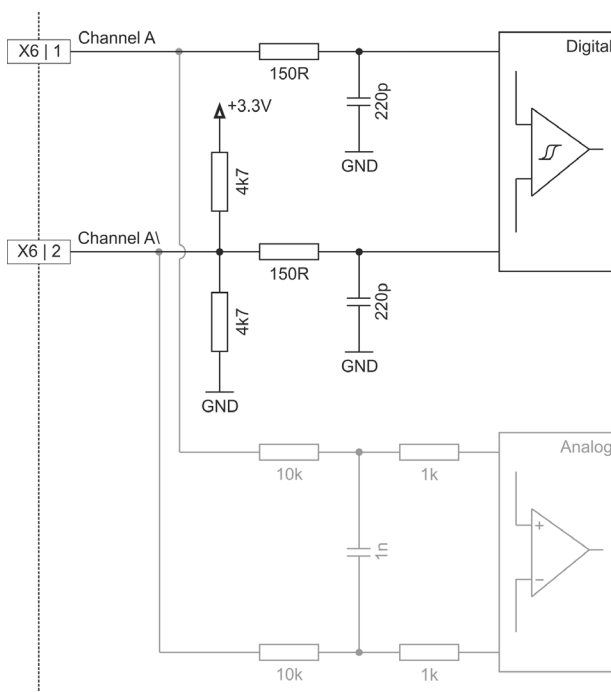 X6 | 1
Channel A
150R
220p
GND
Digital
+3.3V
4k7
X6 | 2
Channel A\
150R
220p
GND
4k7
GND
10k
1k
Analog
1n
+
−
10k
1k